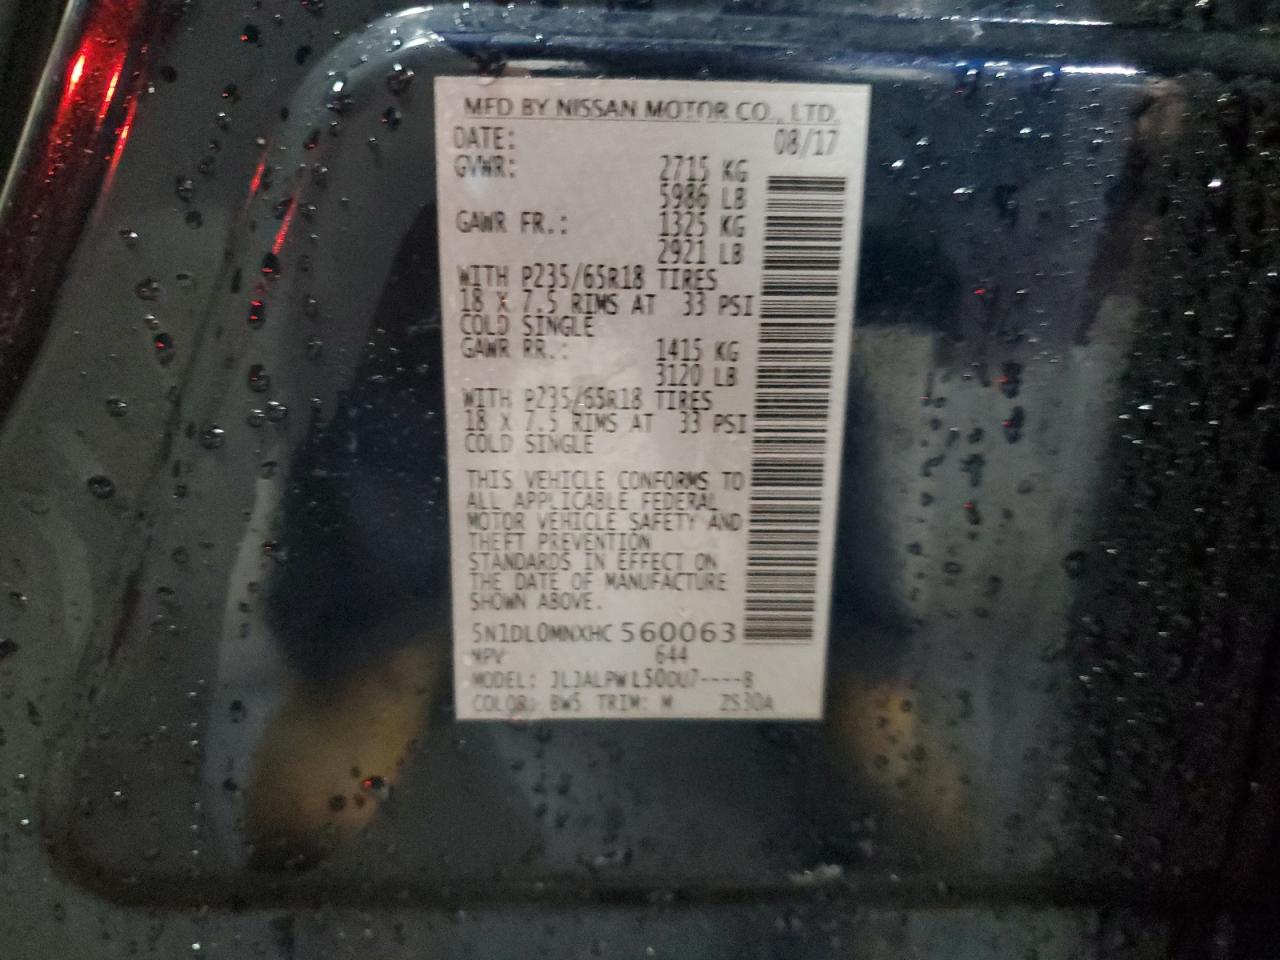 MFD BY NISSAN MOTOR CO., LTD.
DATE: 08/17
GVWR: 2715 KG
5986 LB
GAWR FR.: 1325 KG
2921 LB
WITH P235/65R18 TIRES
18 X 7.5 RIMS AT 33 PSI
COLD SINGLE
GAWR RR.: 1415 KG
3120 LB
WITH P235/65R18 TIRES
18 X 7.5 RIMS AT 33 PSI
COLD SINGLE
THIS VEHICLE CONFORMS TO
ALL APPLICABLE FEDERAL
MOTOR VEHICLE SAFETY AND
THEFT PREVENTION
STANDARDS IN EFFECT ON
THE DATE OF MANUFACTURE
SHOWN ABOVE.
5N1DL0MNXHC560063
MPV 644
MODEL:
COLOR: BW5 TRIM: M ZS30A